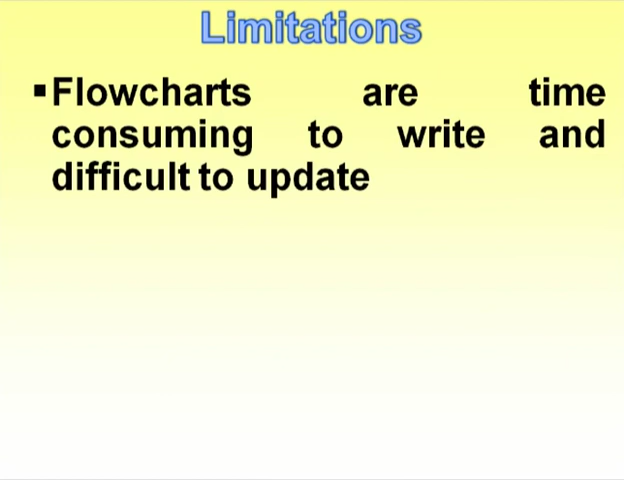 Limitations
▪Flowcharts are time
consuming to write and
difficult to update